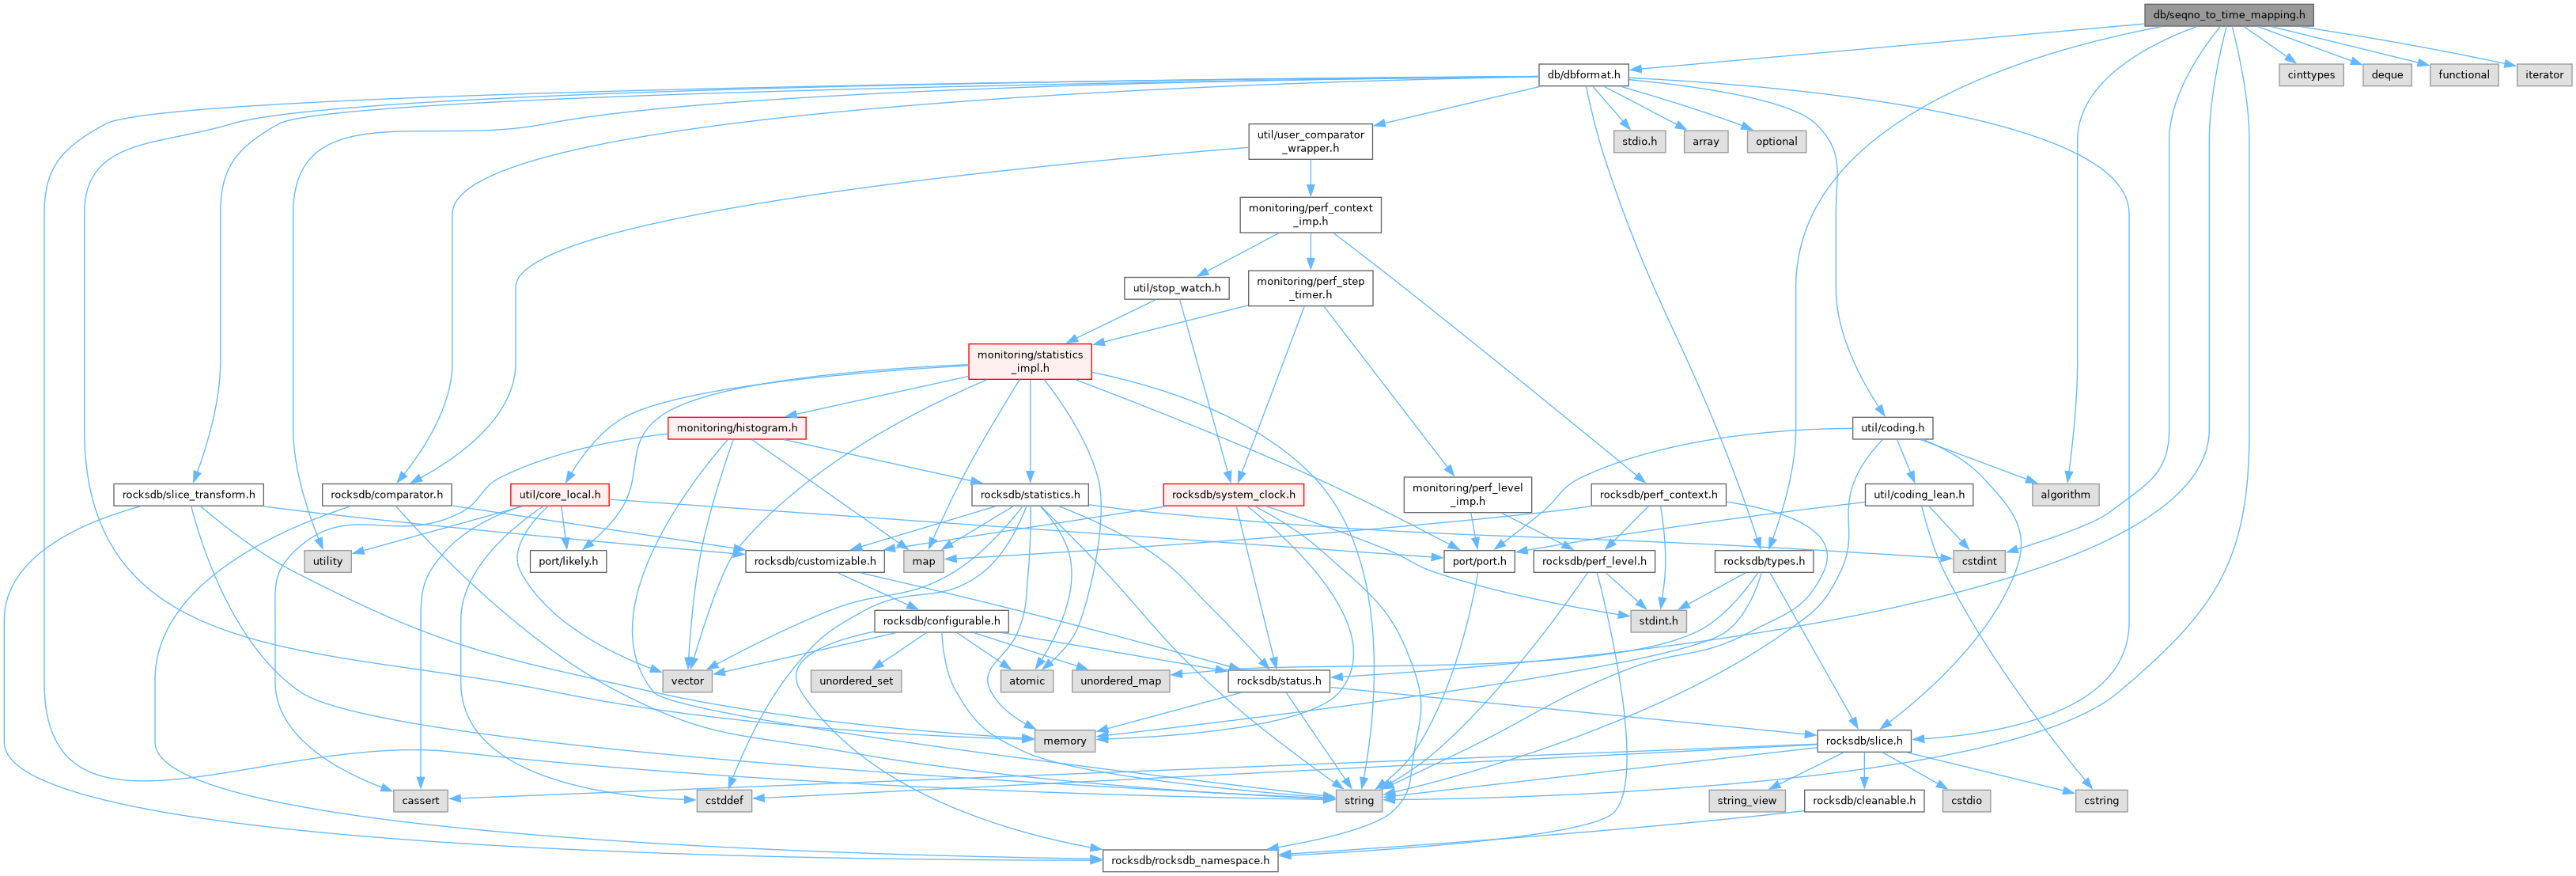 db/seqno_to_time_mapping.h
db/dbformat.h
cinttypes
deque
functional
iterator
util/user_comparator
_wrapper.h
stdio.h
array
optional
monitoring/perf_context
_imp.h
util/stop_watch.h
monitoring/perf_step
_timer.h
monitoring/statistics
_impl.h
monitoring/histogram.h
util/coding.h
rocksdb/slice_transform.h
rocksdb/comparator.h
util/core_local.h
rocksdb/statistics.h
rocksdb/system_clock.h
monitoring/perf_level
_imp.h
rocksdb/perf_context.h
util/coding_lean.h
algorithm
utility
port/likely.h
rocksdb/customizable.h
map
port/port.h
rocksdb/perf_level.h
rocksdb/types.h
cstdint
rocksdb/configurable.h
stdint.h
vector
unordered_set
atomic
unordered_map
rocksdb/status.h
memory
rocksdb/slice.h
cassert
cstddef
string
string_view
rocksdb/cleanable.h
cstdio
cstring
rocksdb/rocksdb_namespace.h